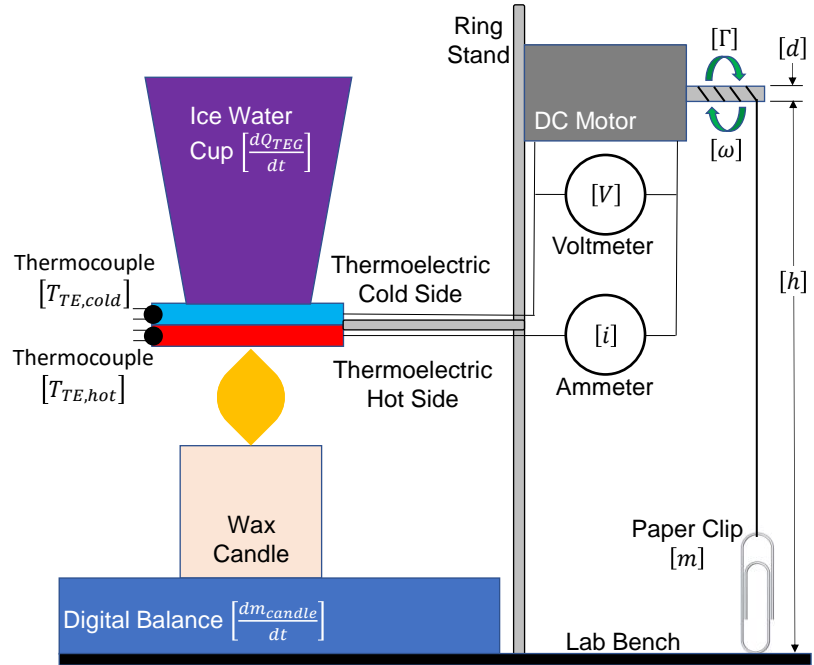 Ring
Stand
[Γ]
[d]
Ice Water
Cup [dQ_TEG/dt]
DC Motor
[ω]
[V]
Voltmeter
Thermocouple
[T_TE,cold]
Thermoelectric
Cold Side
[h]
Thermocouple
[T_TE,hot]
Thermoelectric
Hot Side
[i]
Ammeter
Wax
Candle
Paper Clip
[m]
Digital Balance [dm_candle/dt]
Lab Bench